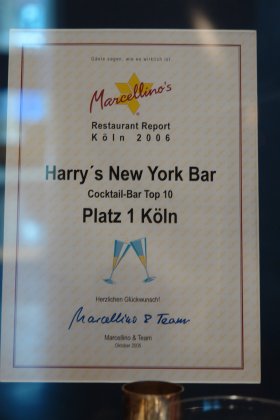 Gäste sagen, wie es wirklich ist
Marcellino's
Restaurant Report
Köln 2006
Harry´s New York Bar
Cocktail-Bar Top 10
Platz 1 Köln
Herzlichen Glückwunsch!
Marcellino & Team
Marcellino & Team
Oktober 2005